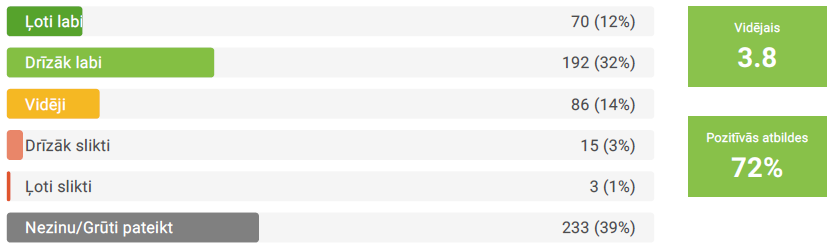 Ļoti labi 70 (12%)
Drīzāk labi 192 (32%)
Vidēji 86 (14%)
Drīzāk slikti 15 (3%)
Ļoti slikti 3 (1%)
Nezinu/Grūti pateikt 233 (39%)
Vidējais
3.8
Pozitīvās atbildes
72%